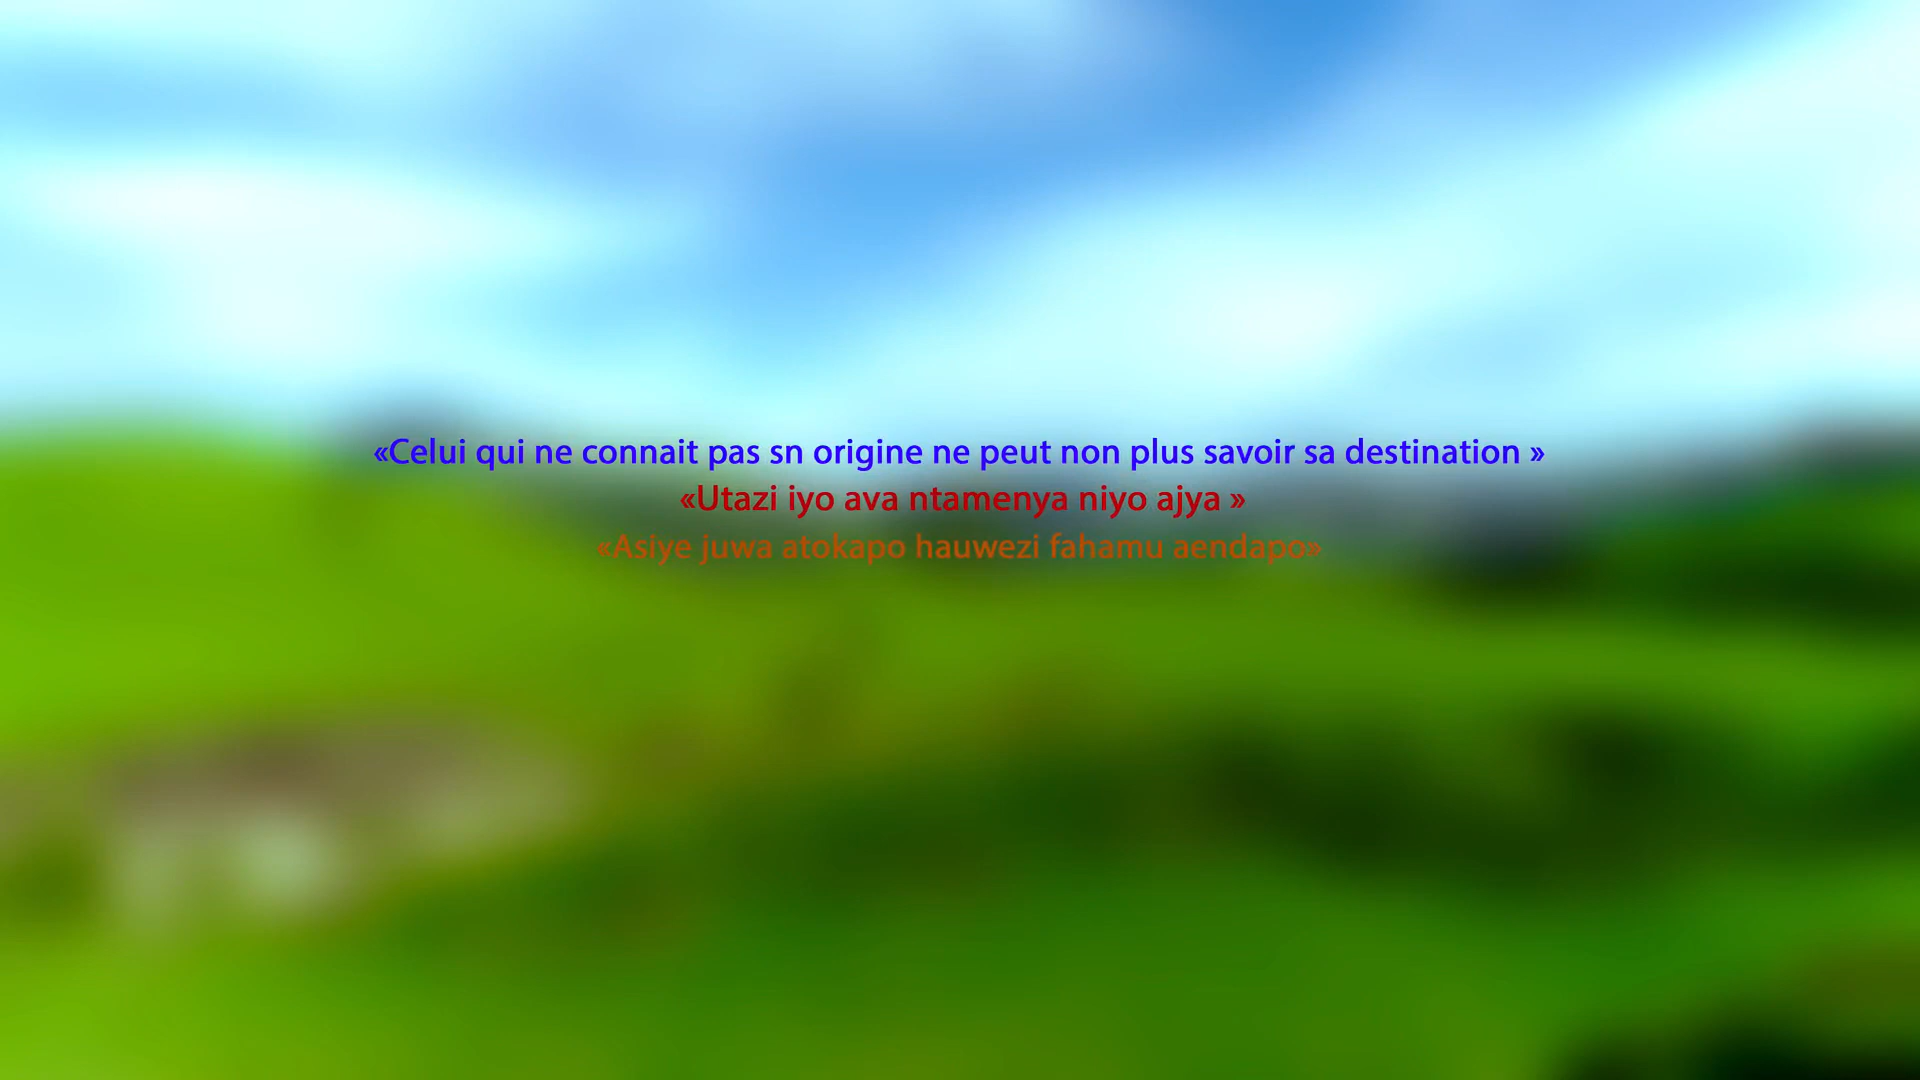 «Celui qui ne connait pas sn origine ne peut non plus savoir sa destination »
«Utazi iyo ava ntamenya niyo ajya »
«Asiye juwa atokapo hauwezi fahamu aendapo»